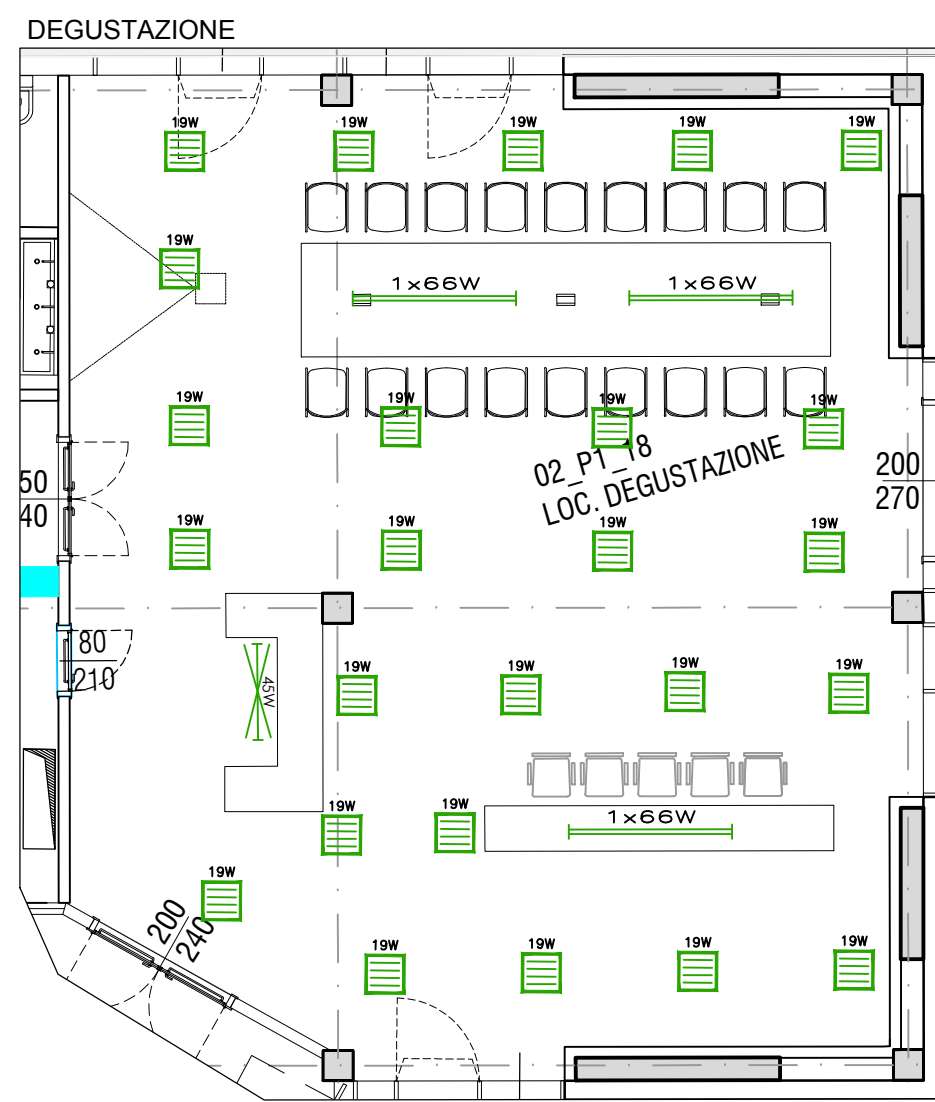 DEGUSTAZIONE
19W 19W 19W 19W 19W
19W
1x66W 1x66W
19W 19W 19W 19W
02_P1_18
LOC. DEGUSTAZIONE
200
270
50
40
19W 19W 19W 19W
80
210
45W
19W 19W 19W 19W
19W 19W
1x66W
19W
200
240
19W 19W 19W 19W